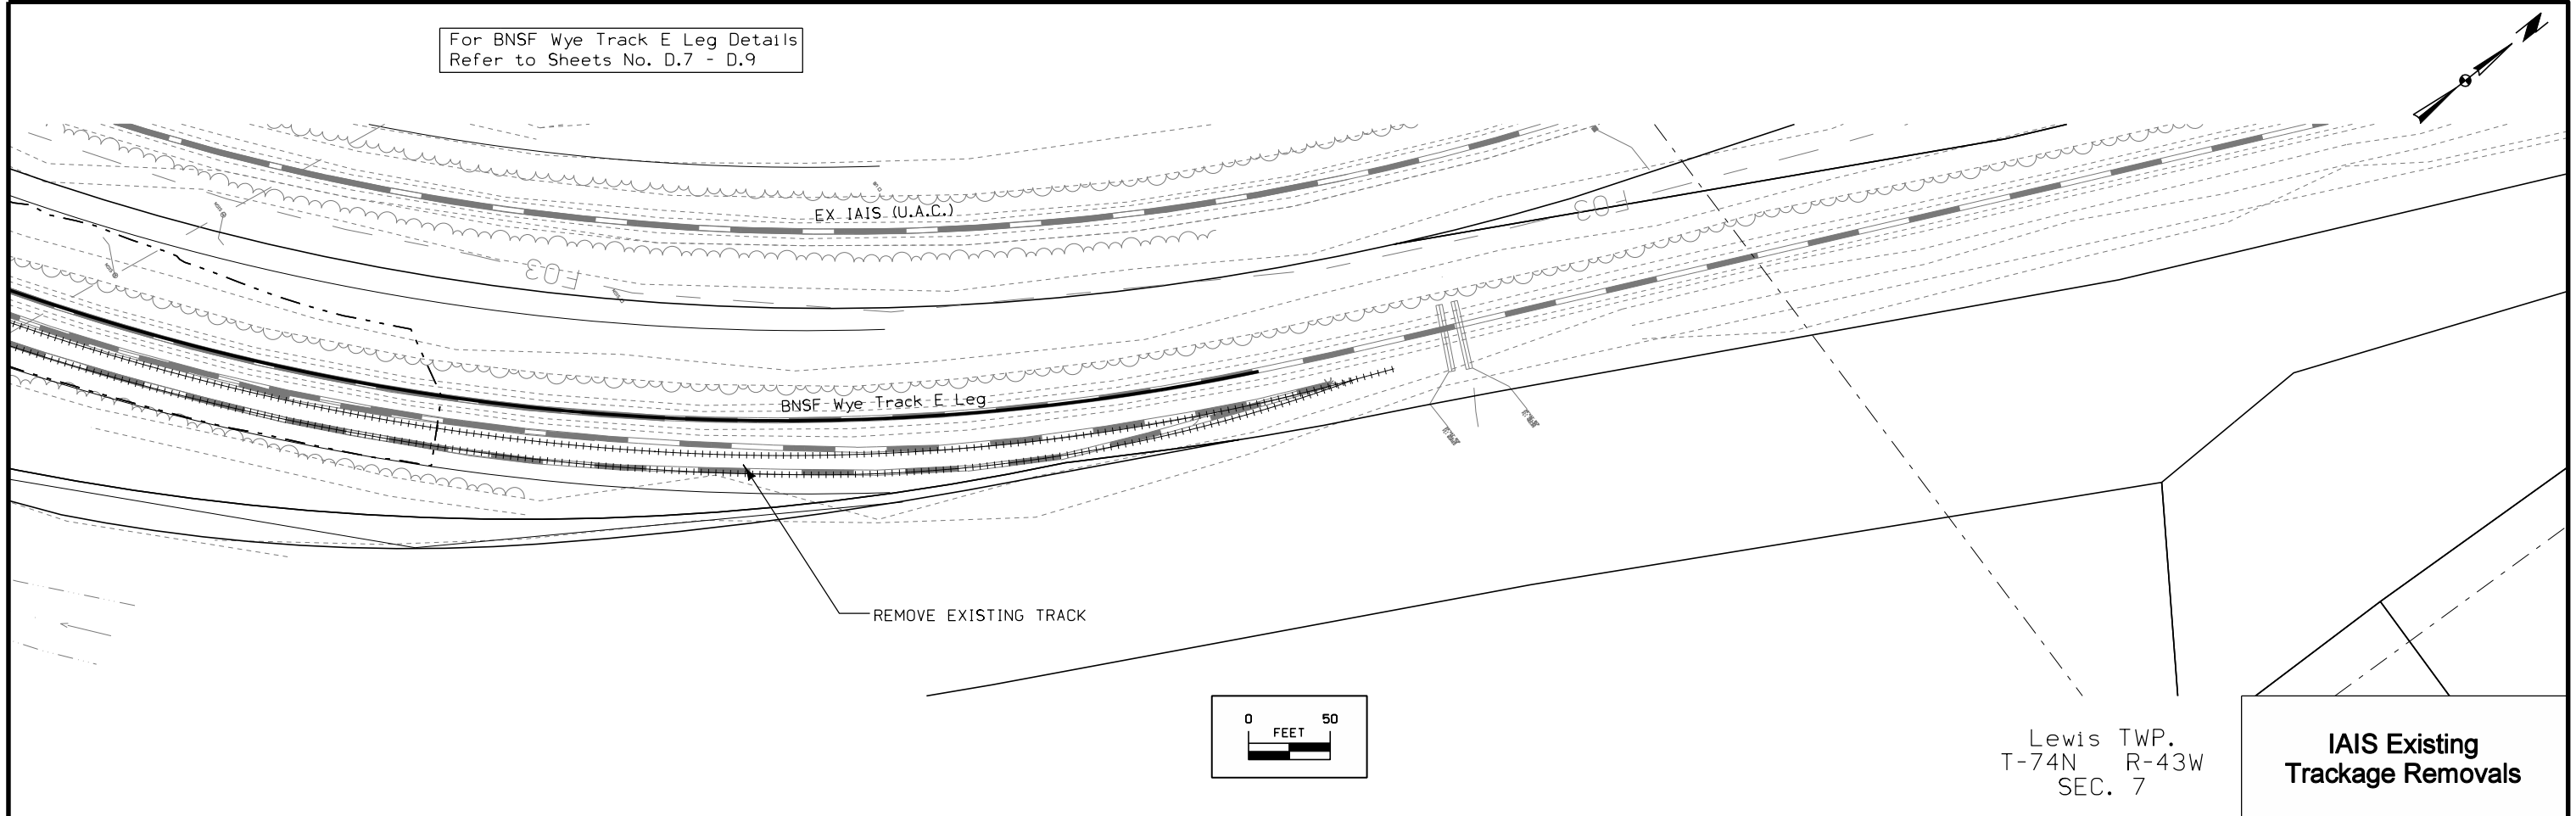 For BNSF Wye Track E Leg Details
Refer to Sheets No. D.7 - D.9
N
EX IAIS (U.A.C.)
FO3
FO3
BNSF Wye Track E Leg
REMOVE EXISTING TRACK
0 50
FEET
Lewis TWP.
T-74N R-43W
SEC. 7
IAIS Existing
Trackage Removals